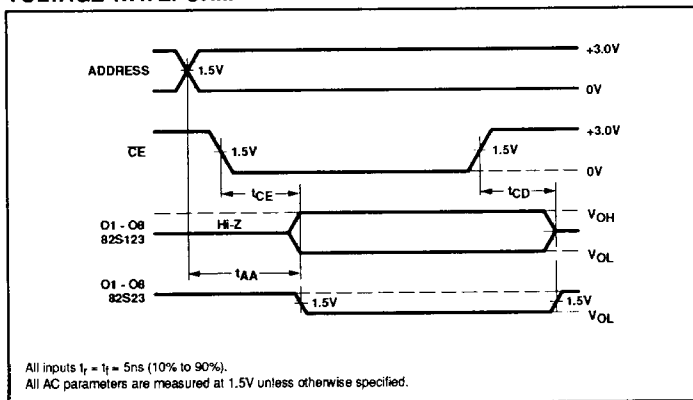 ADDRESS
1.5V
+3.0V
0V
CE
1.5V
1.5V
+3.0V
0V
tCE
tCD
O1 - O8
82S123
Hi-Z
VOH
VOL
tAA
O1 - O8
82S23
1.5V
1.5V
VOL
All inputs tr = tf = 5ns (10% to 90%).
All AC parameters are measured at 1.5V unless otherwise specified.